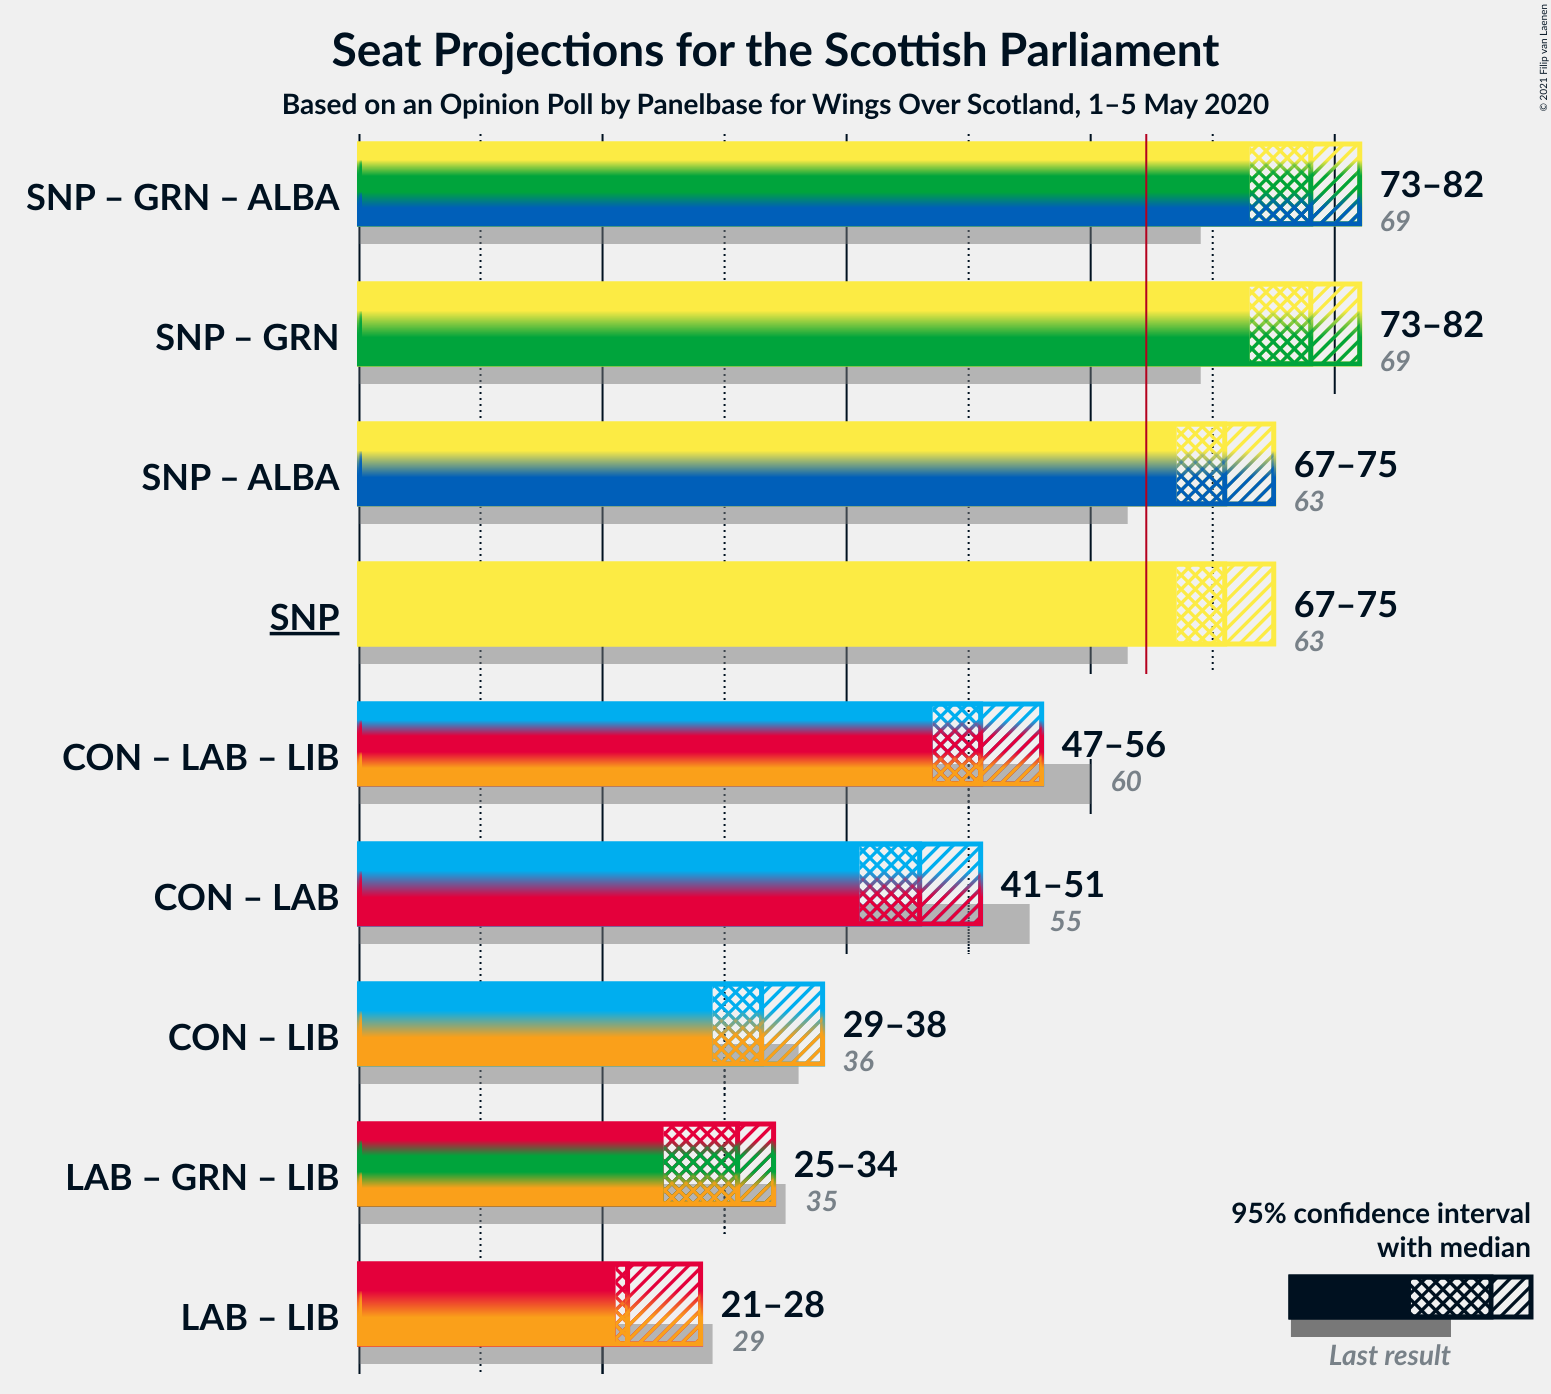 Seat Projections for the Scottish Parliament
Based on an Opinion Poll by Panelbase for Wings Over Scotland, 1–5 May 2020
© 2021 Filip van Laenen
SNP – GRN – ALBA
73–82
69
SNP – GRN
73–82
69
SNP – ALBA
67–75
63
SNP
67–75
63
CON – LAB – LIB
47–56
60
CON – LAB
41–51
55
CON – LIB
29–38
36
LAB – GRN – LIB
25–34
35
LAB – LIB
21–28
29
95% confidence interval
with median
Last result